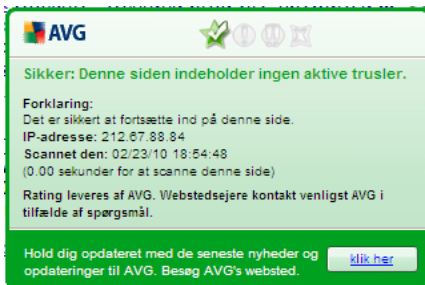 AVG
Sikker: Denne siden indeholder ingen aktive trusler.
Forklaring:
Det er sikkert at fortsætte ind på denne side.
IP-adresse: 212.67.88.84
Scannet den: 02/23/10 18:54:48
(0.00 sekunder for at scanne denne side)
Rating leveres af AVG. Webstedsejere kontakt venligst AVG i
tilfælde af spørgsmål.
Hold dig opdateret med de seneste nyheder og
opdateringer til AVG. Besøg AVG's websted.
klik her